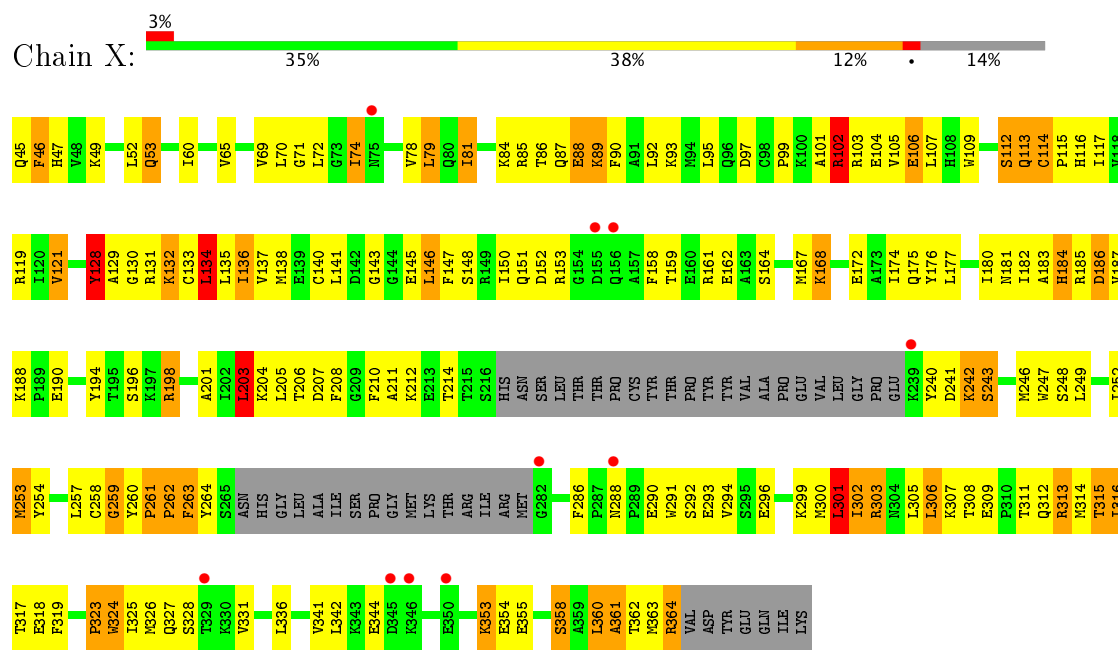 3%
Chain X:
35% 38% 12% • 14%
Q45 F46 H47 V48 K49 L52 Q53 I60 V65 V69 L70 G71 L72 G73 I74 N75 V78 L79 Q80 I81 K84 R85 T86 Q87 E88 K89 F90 A91 L92 K93 M94 L95 Q96 D97 C98 P99 K100 A101 R102 R103 E104 V105 E106 L107 H108 W109 S112 Q113 C114 P115 H116 I117
R119 I120 V121 Y128 A129 G130 R131 K132 C133 L134 L135 I136 V137 M138 E139 C140 L141 D142 G143 G144 E145 L146 F147 S148 R149 I150 Q151 D152 R153 G154 D155 Q156 A157 F158 T159 E160 R161 E162 A163 S164 M167 K168 E172 A173 I174 Q175 Y176 L177 I180 N181 I182 A183 H184 R185 D186 V187
K188 P189 E190 Y194 T195 S196 K197 R198 A201 I202 L203 K204 L205 T206 D207 F208 G209 F210 A211 K212 E213 T214 T215 S216 HIS ASN SER LEU THR THR PRO CYS TYR THR PRO TYR TYR VAL ALA PRO GLU VAL LEU GLY PRO GLU K239 Y240 D241 K242 S243 M246 W247 S248 L249 I252
M253 Y254 L257 C258 G259 Y260 P261 P262 F263 Y264 S265 ASN HIS GLY LEU ALA ILE SER PRO GLY MET LYS THR ARG ILE ARG MET G282 F286 P287 N288 P289 E290 W291 S292 E293 V294 S295 E296 K299 M300 L301 I302 R303 N304 L305 L306 K307 T308 E309 P310 T311 Q312 R313 M314 T315 I316
T317 E318 F319 P323 W324 I325 M326 Q327 S328 T329 K330 V331 L336 V341 L342 K343 E344 D345 K346 E350 K353 E354 E355 S358 A359 L360 A361 T362 M363 R364 VAL ASP TYR GLU GLN ILE LYS